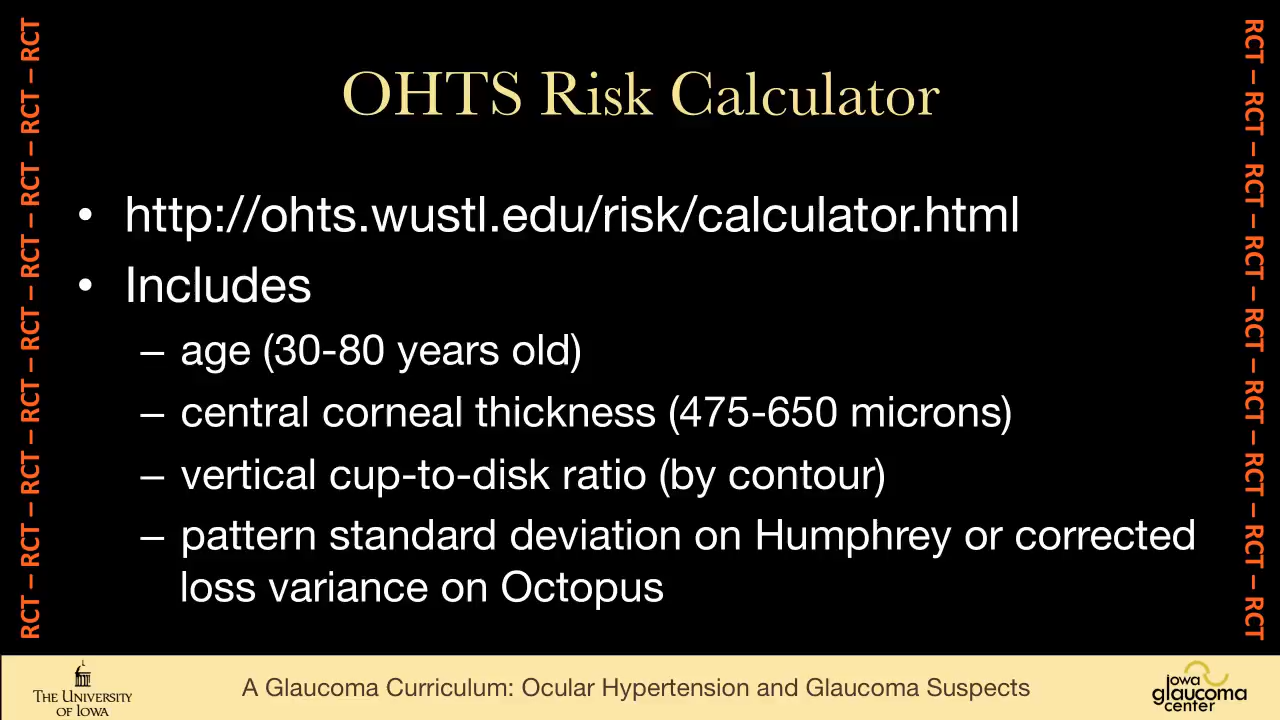 OHTS Risk Calculator
• http://ohts.wustl.edu/risk/calculator.html
• Includes
– age (30-80 years old)
– central corneal thickness (475-650 microns)
– vertical cup-to-disk ratio (by contour)
– pattern standard deviation on Humphrey or corrected
loss variance on Octopus
RCT – RCT – RCT – RCT – RCT – RCT – RCT – RCT – RCT
RCT – RCT – RCT – RCT – RCT – RCT – RCT – RCT – RCT
THE UNIVERSITY
OF IOWA
A Glaucoma Curriculum: Ocular Hypertension and Glaucoma Suspects
iowa
glaucoma
center